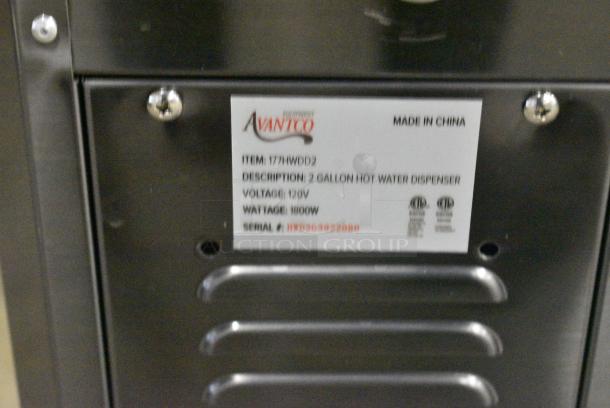 EQUIPMENT
AVANTCO
MADE IN CHINA
ITEM: 177HWDD2
DESCRIPTION: 2 GALLON HOT WATER DISPENSER
VOLTAGE: 120V
WATTAGE: 1800W
SERIAL #:
AUCTION GROUP